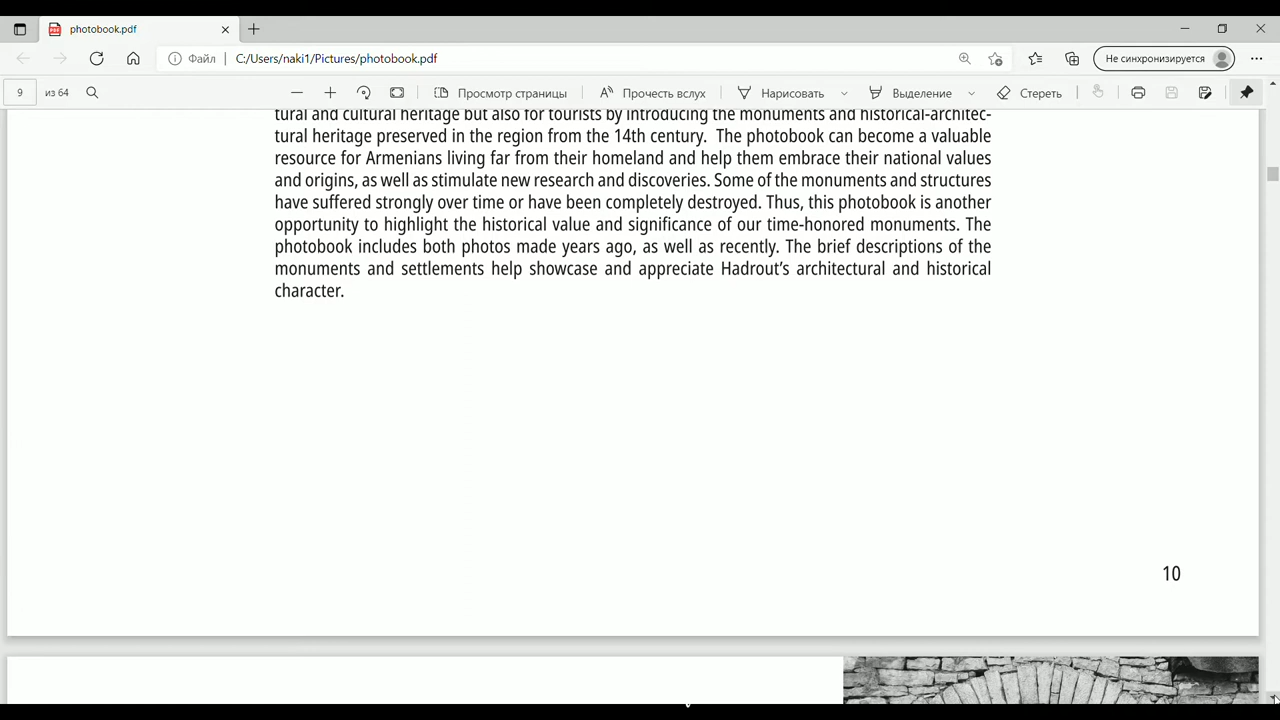 photobook.pdf
Файл C:/Users/naki1/Pictures/photobook.pdf Не синхронизируется
9 из 64 Просмотр страницы Прочесть вслух Нарисовать Выделение Стереть
tural and cultural heritage but also for tourists by introducing the monuments and historical-architec-
tural heritage preserved in the region from the 14th century. The photobook can become a valuable
resource for Armenians living far from their homeland and help them embrace their national values
and origins, as well as stimulate new research and discoveries. Some of the monuments and structures
have suffered strongly over time or have been completely destroyed. Thus, this photobook is another
opportunity to highlight the historical value and significance of our time-honored monuments. The
photobook includes both photos made years ago, as well as recently. The brief descriptions of the
monuments and settlements help showcase and appreciate Hadrout's architectural and historical
character.
10